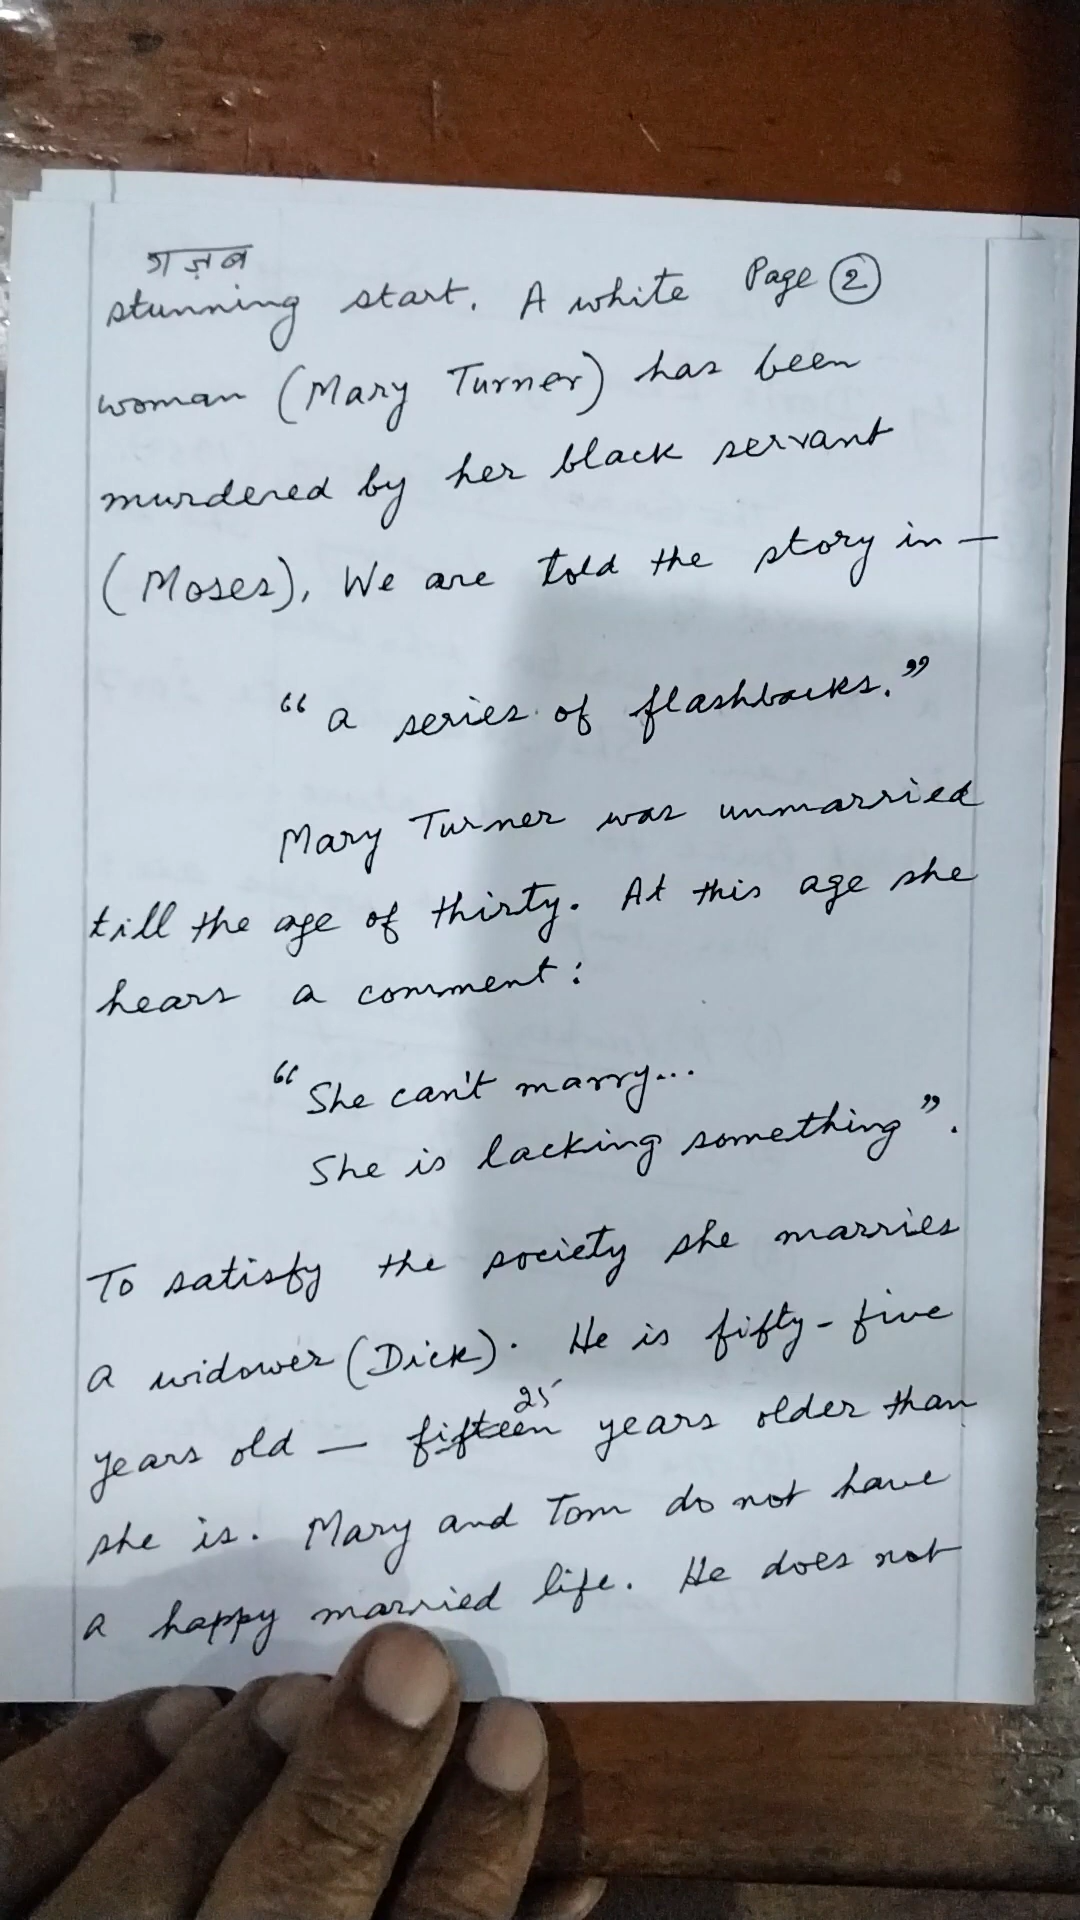 गज़ब
stunning start. A white Page 2
woman (Mary Turner) has been
murdered by her black servant
(Moses), We are told the story in —
“a series of flashbacks.”
Mary Turner was unmarried
till the age of thirty. At this age she
hears a comment:
“She can't marry...
She is lacking something”.
To satisfy the society she marries
a widower (Dick). He is fifty-five
25
years old — fifteen years older than
she is. Mary and Tom do not have
a happy married life. He does not